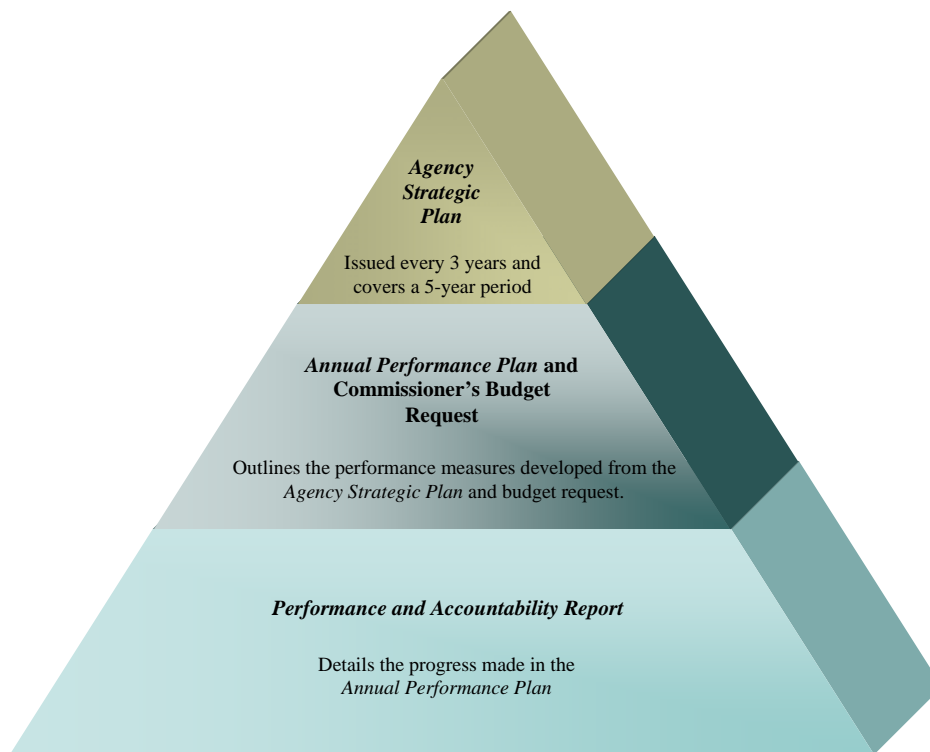 Agency
Strategic
Plan
Issued every 3 years and
covers a 5-year period
Annual Performance Plan and
Commissioner’s Budget
Request
Outlines the performance measures developed from the
Agency Strategic Plan and budget request.
Performance and Accountability Report
Details the progress made in the
Annual Performance Plan